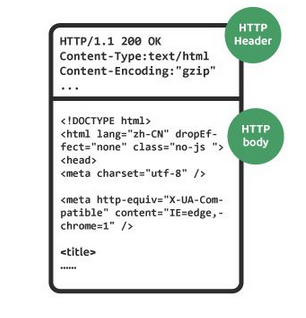 HTTP/1.1 200 OK
Content-Type:text/html
Content-Encoding:"gzip"
...
HTTP
Header
<!DOCTYPE html>
<html lang="zh-CN" dropEf-
fect="none" class="no-js ">
<head>
<meta charset="utf-8" />
<meta http-equiv="X-UA-Com-
patible" content="IE=edge,-
chrome=1" />
<title>
......
HTTP
body